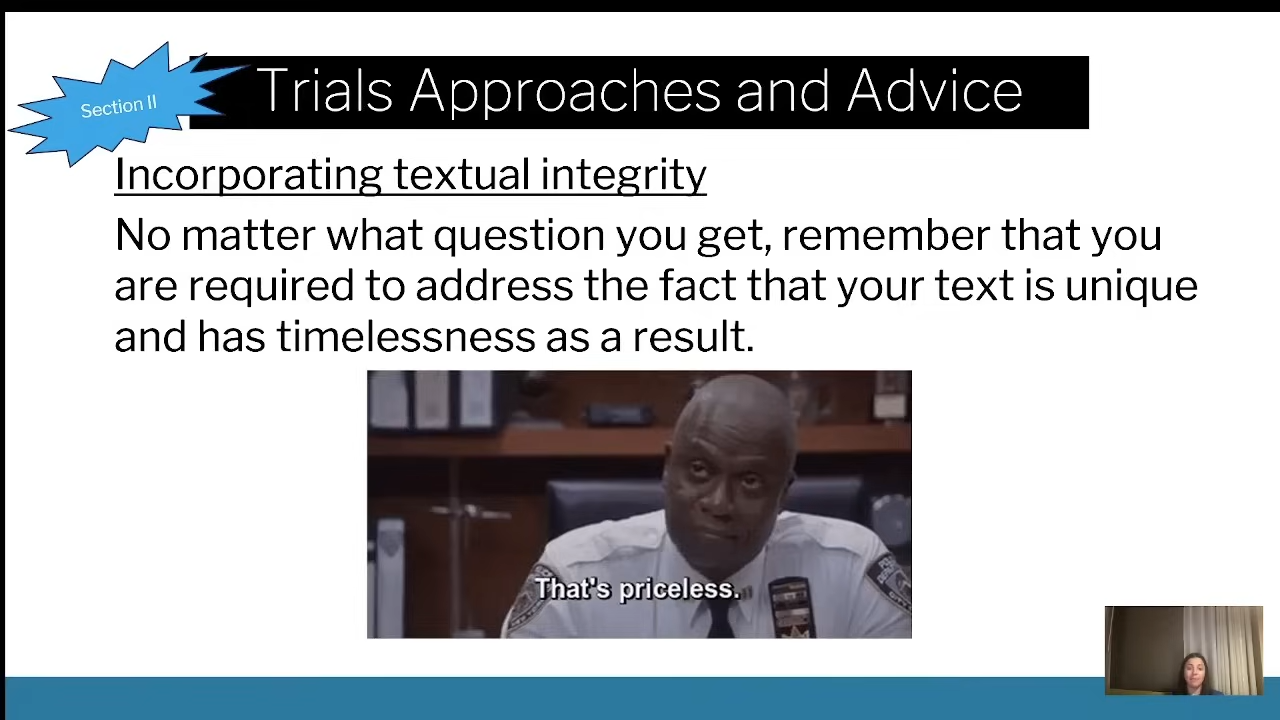 Section II
Trials Approaches and Advice
Incorporating textual integrity
No matter what question you get, remember that you
are required to address the fact that your text is unique
and has timelessness as a result.
That's priceless.